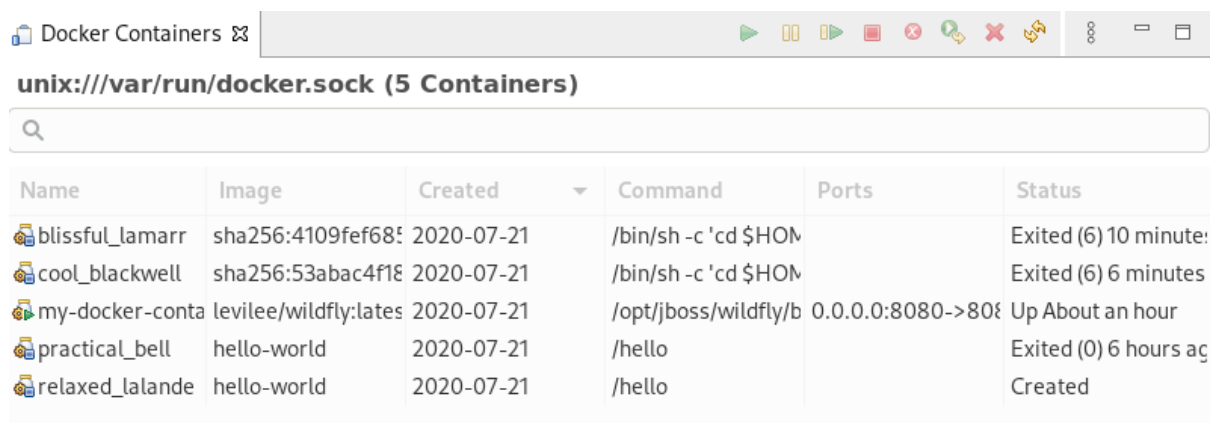 Docker Containers
unix:///var/run/docker.sock (5 Containers)
Name Image Created Command Ports Status
blissful_lamarr sha256:4109fef685 2020-07-21 /bin/sh -c 'cd $HOM Exited (6) 10 minutes
cool_blackwell sha256:53abac4f18 2020-07-21 /bin/sh -c 'cd $HOM Exited (6) 6 minutes
my-docker-conta levilee/wildfly:lates 2020-07-21 /opt/jboss/wildfly/b 0.0.0.0:8080->808 Up About an hour
practical_bell hello-world 2020-07-21 /hello Exited (0) 6 hours ag
relaxed_lalande hello-world 2020-07-21 /hello Created